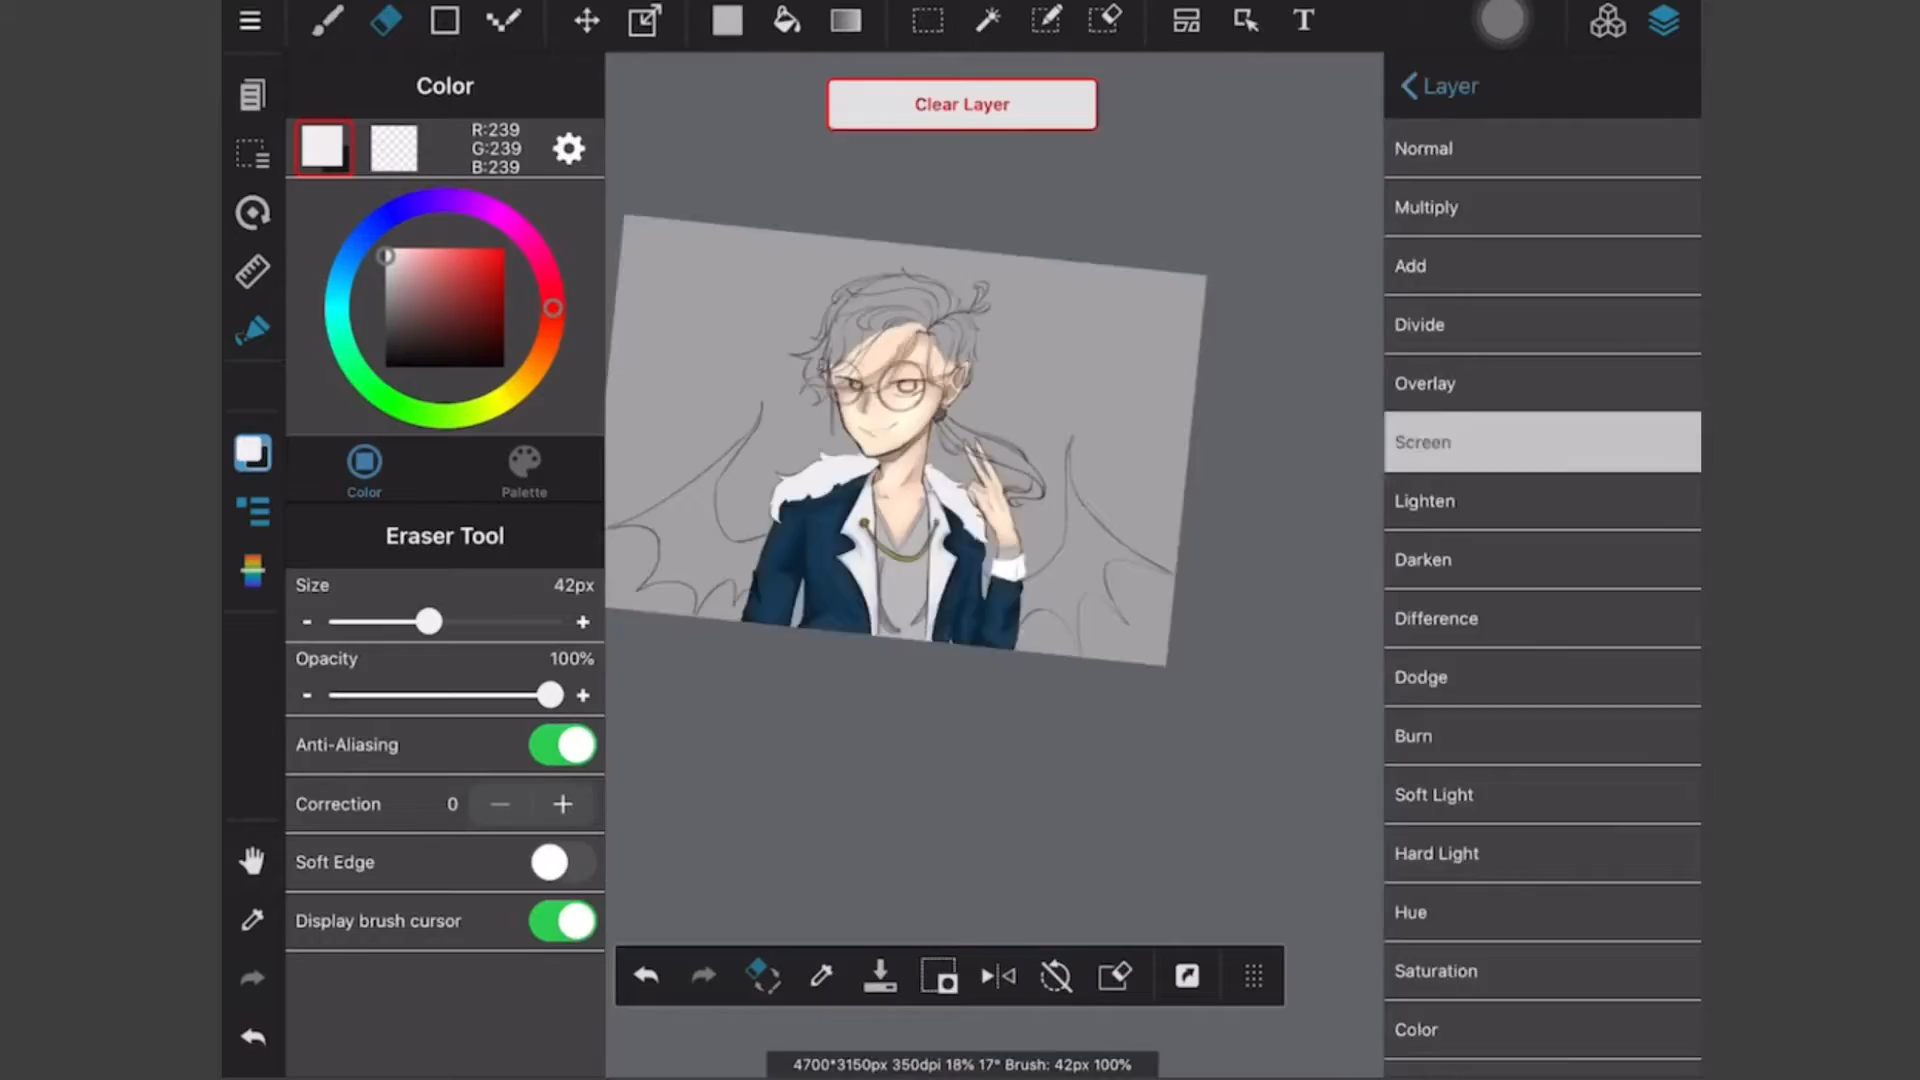 T
Color
R:239
G:239
B:239
Color
Palette
Eraser Tool
Size 42px
- +
Opacity 100%
- +
Anti-Aliasing
Correction 0 − +
Soft Edge
Display brush cursor
Clear Layer
4700*3150px 350dpi 18% 17° Brush: 42px 100%
Layer
Normal
Multiply
Add
Divide
Overlay
Screen
Lighten
Darken
Difference
Dodge
Burn
Soft Light
Hard Light
Hue
Saturation
Color